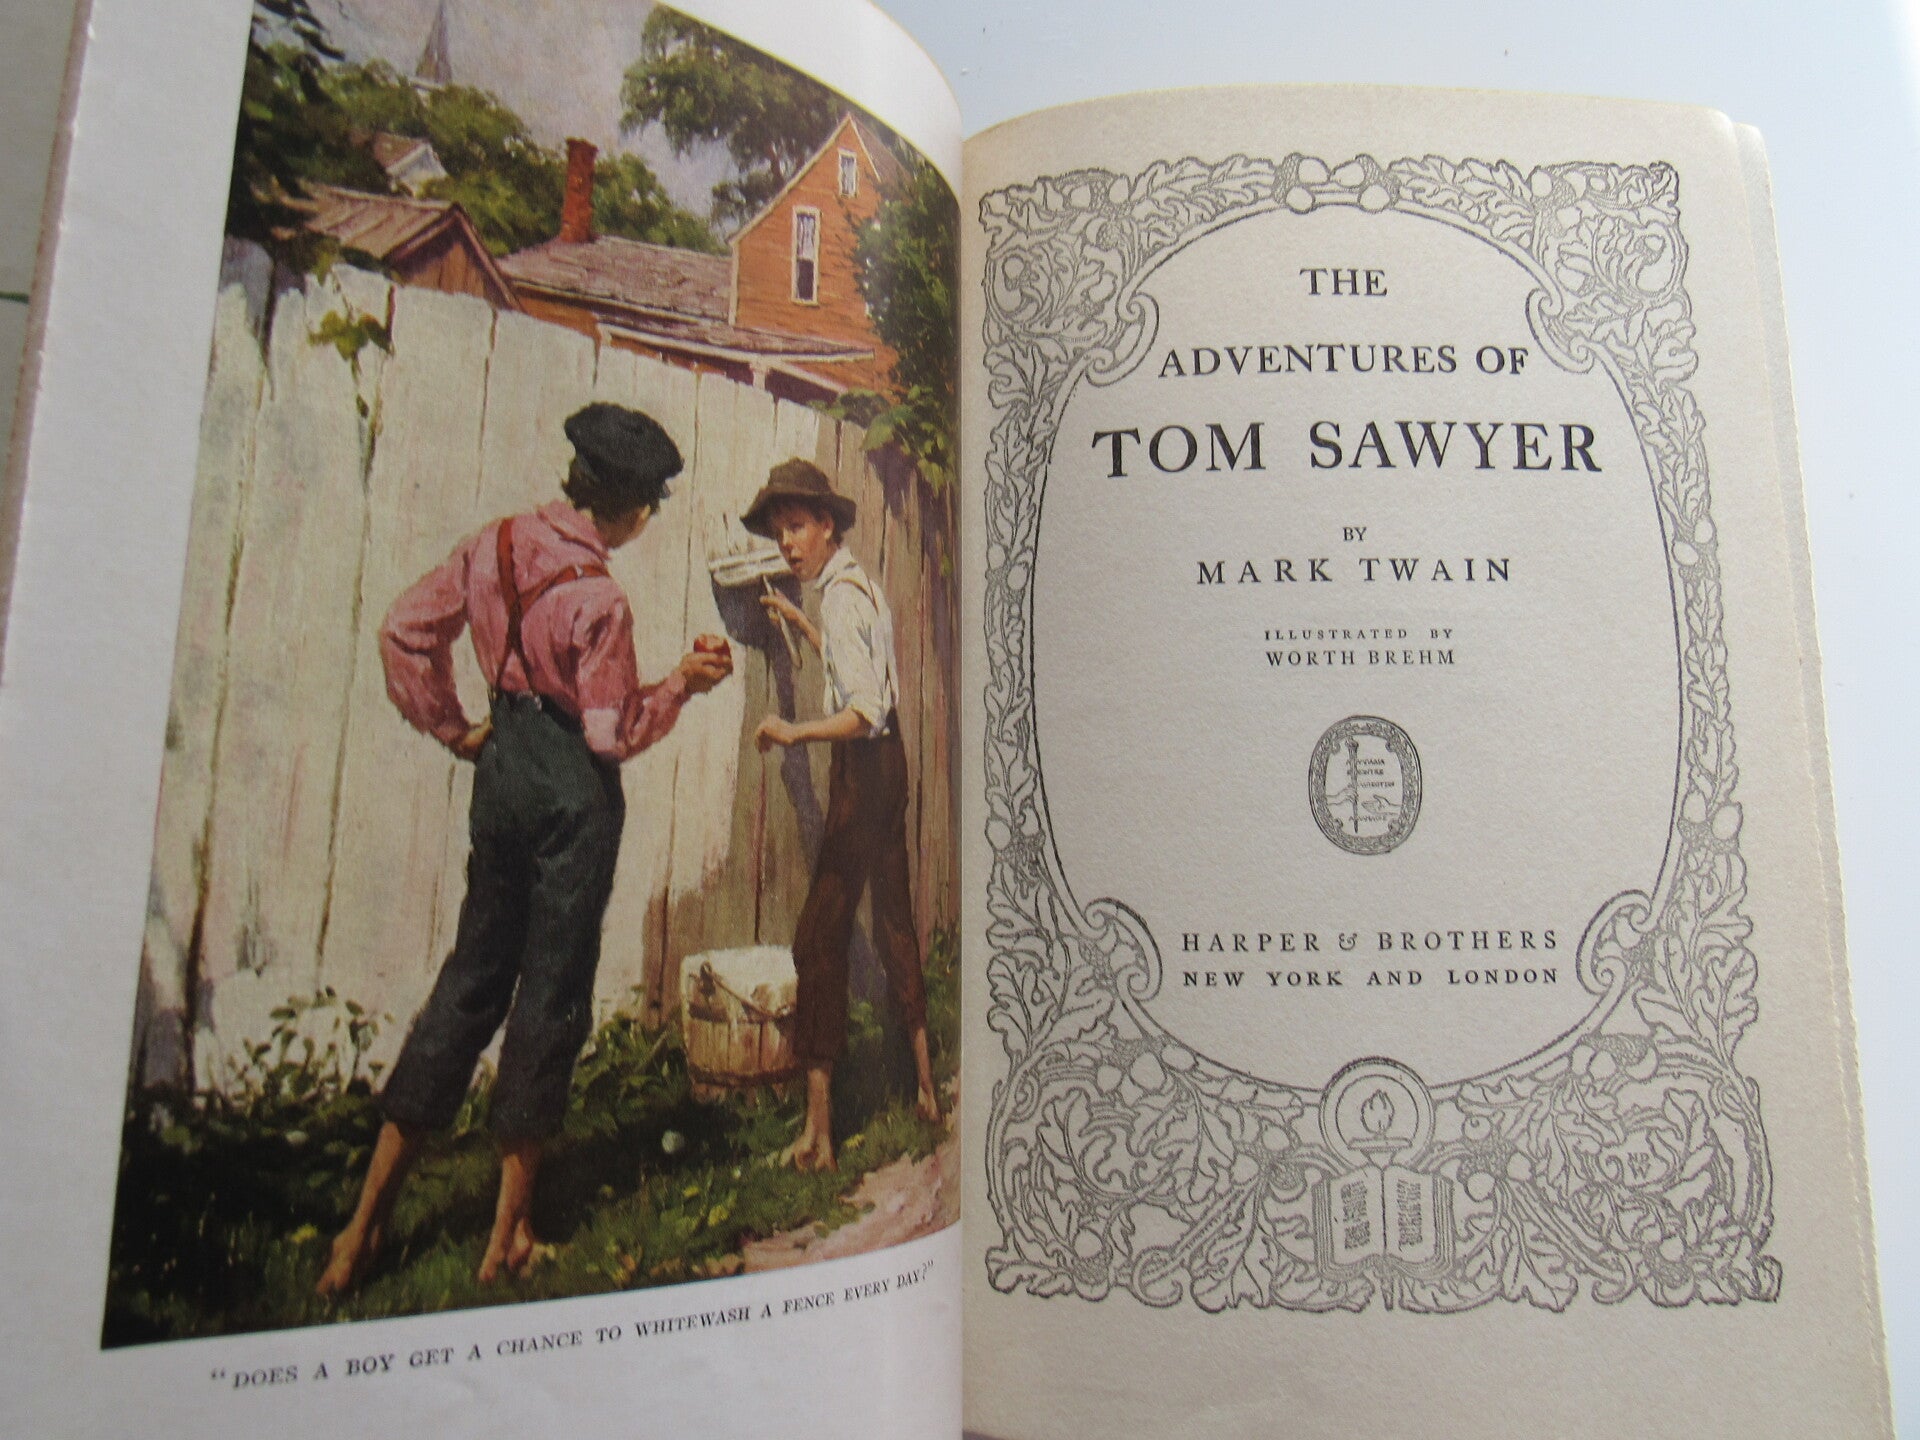 "DOES A BOY GET A CHANCE TO WHITEWASH A FENCE EVERY DAY?"
THE
ADVENTURES OF
TOM SAWYER
BY
MARK TWAIN
ILLUSTRATED BY
WORTH BREHM
HARPER & BROTHERS
NEW YORK AND LONDON